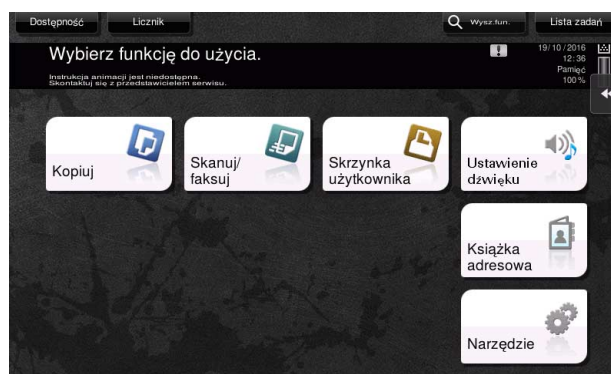 Dostępność
Licznik
Wysz.fun.
Lista zadań
Wybierz funkcję do użycia.
Instrukcja animacji jest niedostępna.
Skontaktuj się z przedstawicielem serwisu.
19/10/2016
12:36
Pamięć
100 %
Kopiuj
Skanuj/
faksuj
Skrzynka
użytkownika
Ustawienie
dźwięku
Książka
adresowa
Narzędzie